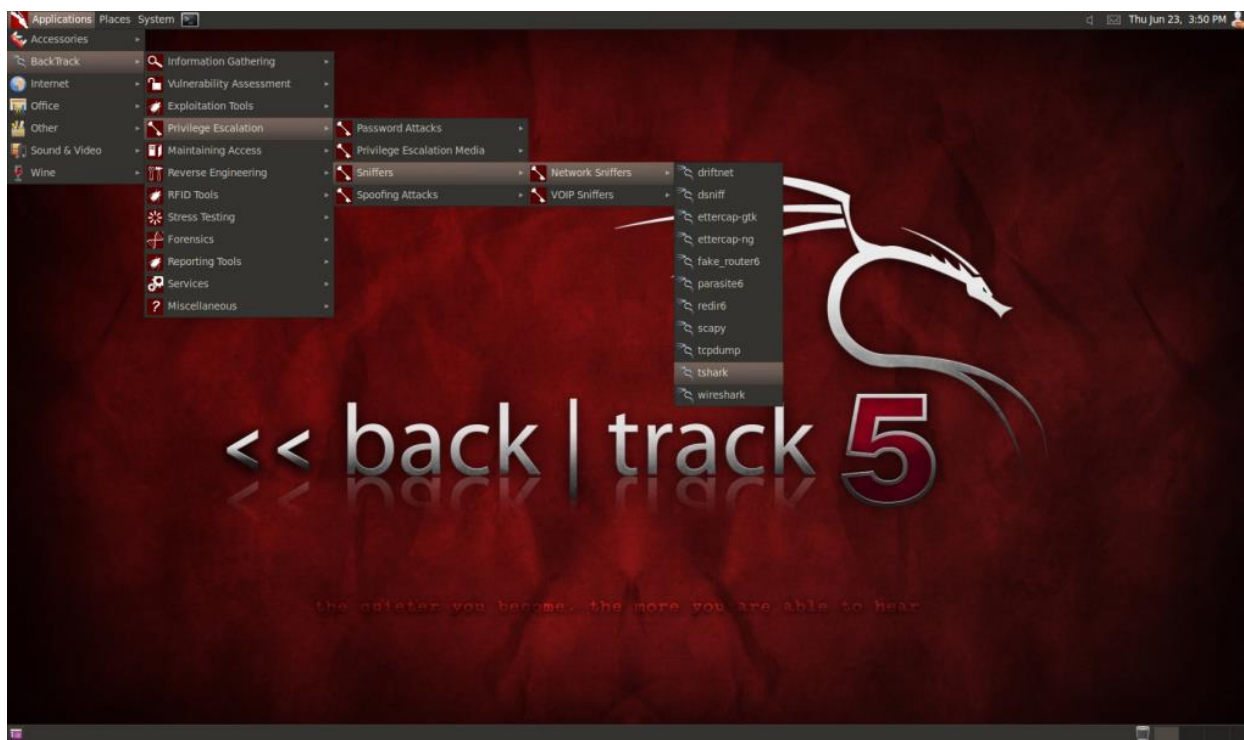 Applications Places System
Thu Jun 23, 3:50 PM
Accessories
BackTrack
Internet
Office
Other
Sound & Video
Wine
Information Gathering
Vulnerability Assessment
Exploitation Tools
Privilege Escalation
Maintaining Access
Reverse Engineering
RFID Tools
Stress Testing
Forensics
Reporting Tools
Services
Miscellaneous
Password Attacks
Privilege Escalation Media
Sniffers
Spoofing Attacks
Network Sniffers
VOIP Sniffers
driftnet
dsniff
ettercap-gtk
ettercap-ng
fake_router6
parasite6
redir6
scapy
tcpdump
tshark
wireshark
<< back | track 5
the quieter you become, the more you are able to hear